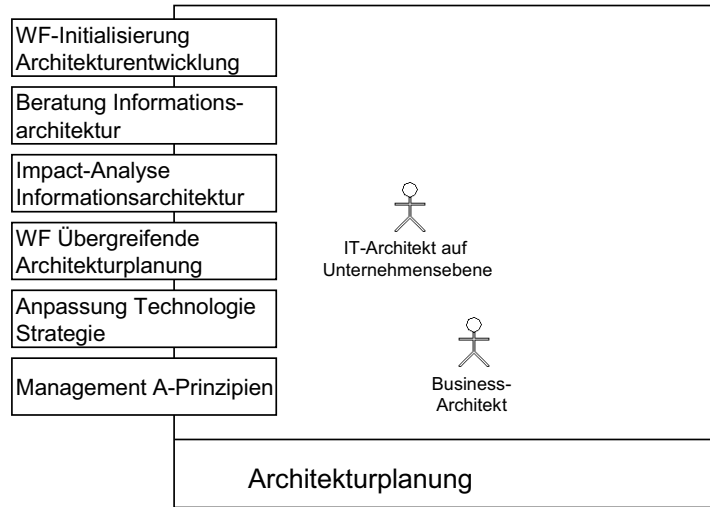 WF-Initialisierung
Architekturentwicklung
Beratung Informations-
architektur
Impact-Analyse
Informationsarchitektur
WF Übergreifende
Architekturplanung
Anpassung Technologie
Strategie
Management A-Prinzipien
IT-Architekt auf
Unternehmensebene
Business-
Architekt
Architekturplanung